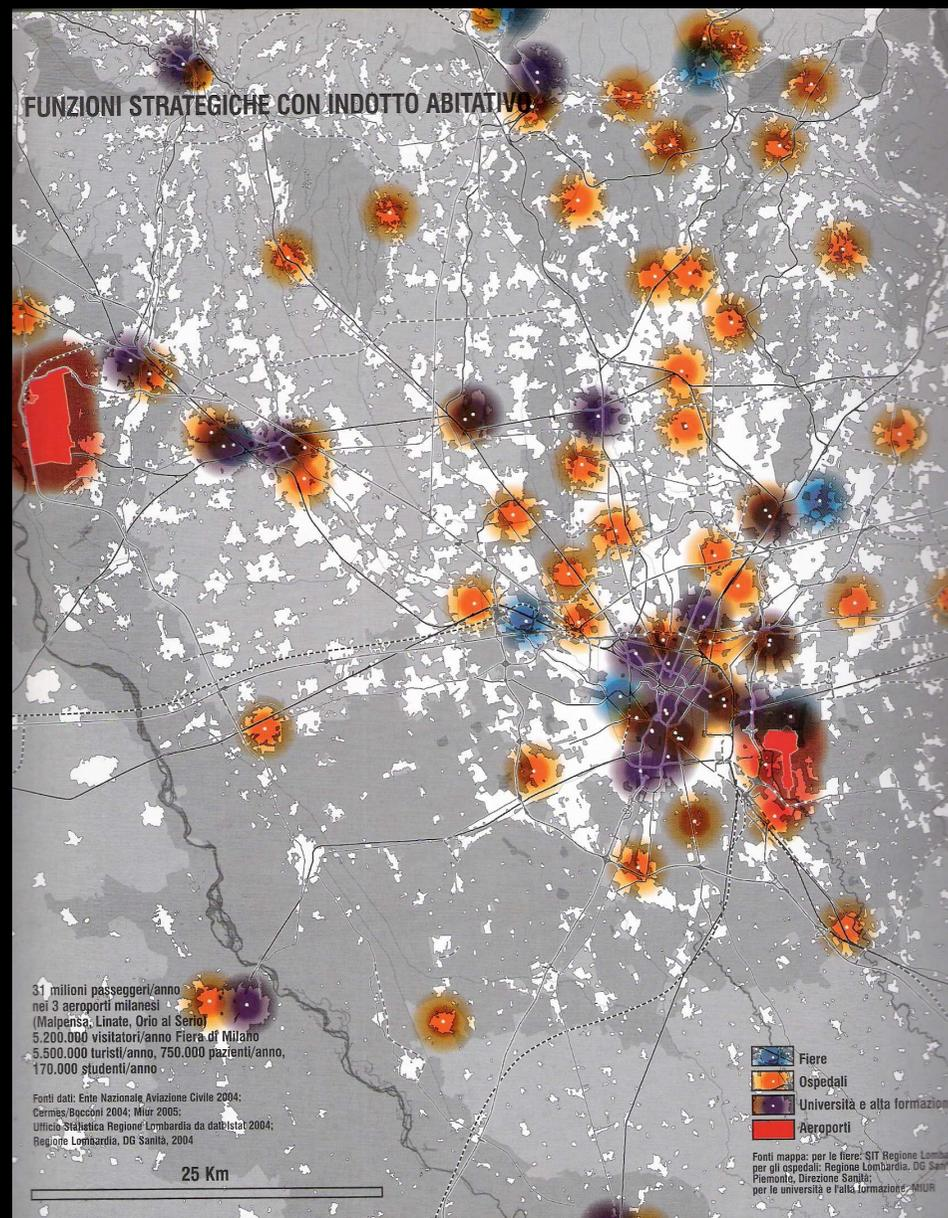 FUNZIONI STRATEGICHE CON INDOTTO ABITATIVO
31 milioni passeggeri/anno
nei 3 aeroporti milanesi
(Malpensa, Linate, Orio al Serio)
5.200.000 visitatori/anno Fiera di Milano
5.500.000 turisti/anno, 750.000 pazienti/anno,
170.000 studenti/anno
Fonti dati: Ente Nazionale Aviazione Civile 2004;
Cermes/Bocconi 2004; Miur 2005;
Ufficio Statistica Regione Lombardia da dati Istat 2004;
Regione Lombardia, DG Sanità, 2004
25 Km
Fiere
Ospedali
Università e alta formazion
Aeroporti
Fonti mappa: per le fiere: SIT Regione Lomba
per gli ospedali: Regione Lombardia. DG San
Piemonte, Direzione Sanità;
per le università e l'alta formazione: MIUR